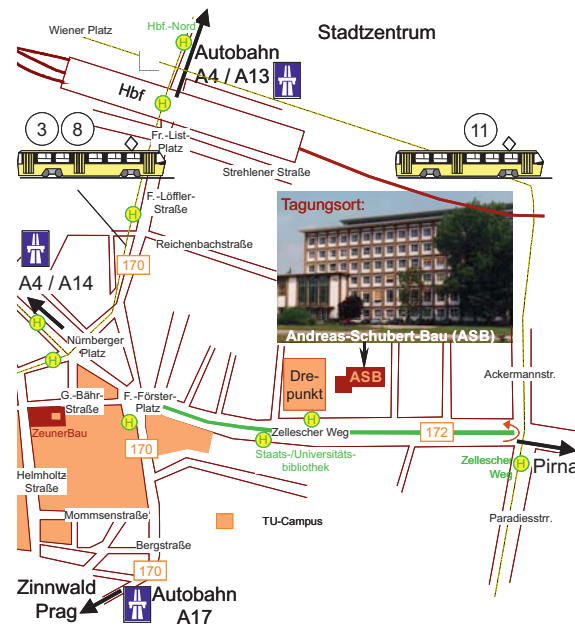 Hbf.-Nord
Wiener Platz
Stadtzentrum
Autobahn
A4 / A13
Hbf
H
H
3
8
11
Fr.-List-
Platz
Strehlener Straße
F.-Löffler-
Straße
H
Tagungsort:
Reichenbachstraße
170
A4 / A14
H
Nürnberger
Platz
H
Andreas-Schubert-Bau (ASB)
Dre-
punkt
ASB
Ackermannstr.
G.-Bähr-
Straße
F.-Förster-
Platz
H
H
ZeunerBau
170
Zellescher Weg
H
172
Staats-/Universitäts-
bibliothek
Zellescher
Weg
H
Pirna
Helmholtz
Straße
Mommsenstraße
TU-Campus
Paradiesstrr.
Bergstraße
170
Zinnwald
Prag
Autobahn
A17